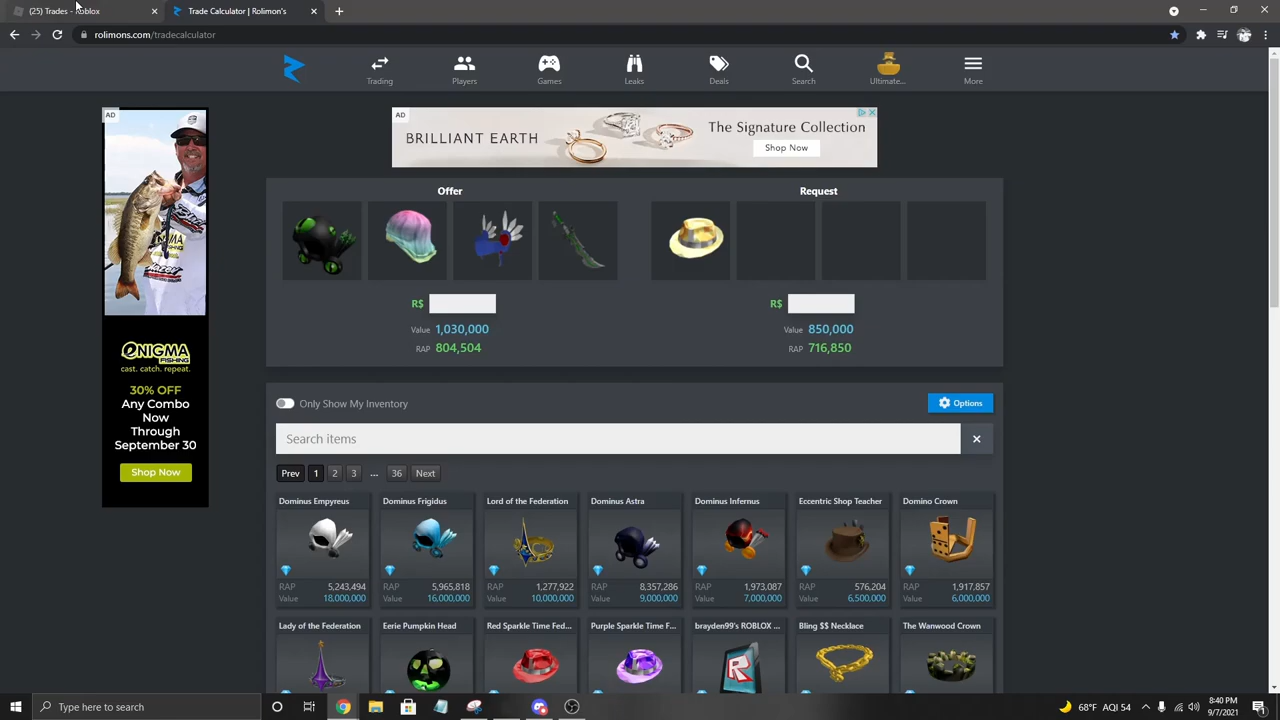 (25) Trades - Roblox
Trade Calculator | Rolimon's
rolimons.com/tradecalculator
Trading
Players
Games
Leaks
Deals
Search
Ultimate...
More
AD
AD
BRILLIANT EARTH
The Signature Collection
Shop Now
ENIGMA
FISHING
cast. catch. repeat.
30% OFF
Any Combo
Now
Through
September 30
Shop Now
Offer
Request
R$
R$
Value 1,030,000
Value 850,000
RAP 804,504
RAP 716,850
Only Show My Inventory
Options
Search items
Prev 1 2 3 ... 36 Next
Dominus Empyreus
Dominus Frigidus
Lord of the Federation
Dominus Astra
Dominus Infernus
Eccentric Shop Teacher
Domino Crown
RAP 5,243,494
RAP 5,965,818
RAP 1,277,922
RAP 8,357,286
RAP 1,973,087
RAP 576,204
RAP 1,917,857
Value 18,000,000
Value 16,000,000
Value 10,000,000
Value 9,000,000
Value 7,000,000
Value 6,500,000
Value 6,000,000
Lady of the Federation
Eerie Pumpkin Head
Red Sparkle Time Fed...
Purple Sparkle Time F...
brayden99's ROBLOX ...
Bling $$ Necklace
The Wanwood Crown
Type here to search
68°F AQI 54
8:40 PM
9/7/2021